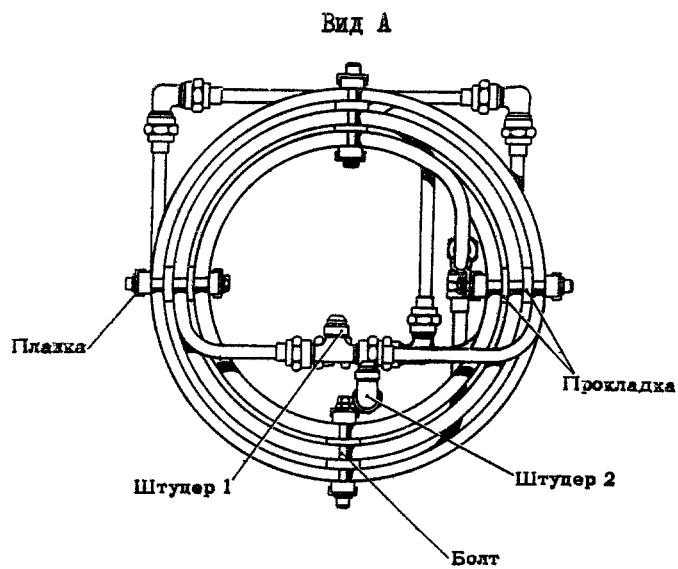 Вид А
Плавка
Прокладка
Штуцер 1
Штуцер 2
Болт